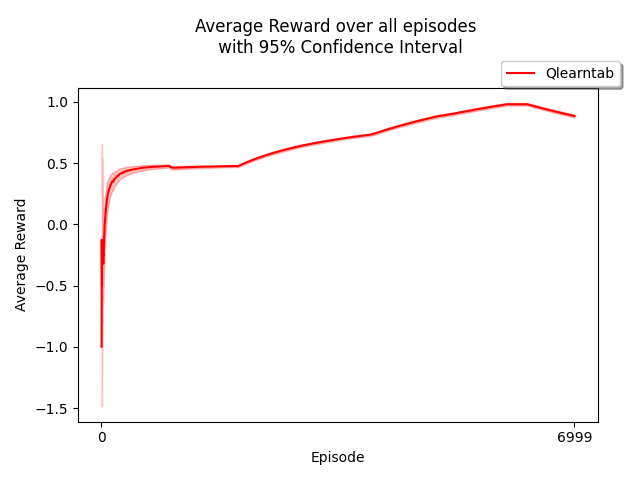 Average Reward over all episodes
with 95% Confidence Interval
Qlearntab
1.0
0.5
0.0
−0.5
−1.0
−1.5
Average Reward
0
6999
Episode